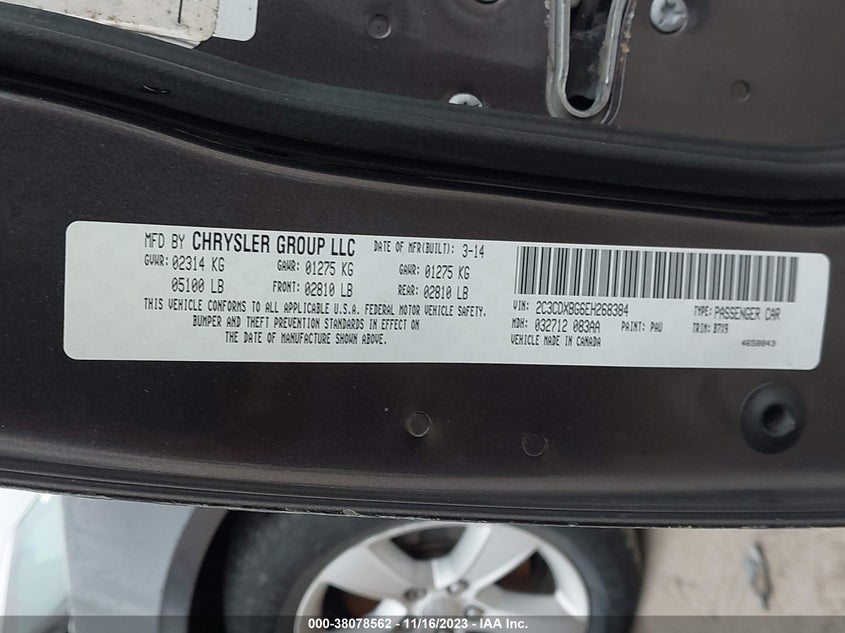 MFD BY CHRYSLER GROUP LLC DATE OF MFR(BUILT): 3-14
GVWR: 02314 KG GAWR: 01275 KG GAWR: 01275 KG
05100 LB FRONT: 02810 LB REAR: 02810 LB
THIS VEHICLE CONFORMS TO ALL APPLICABLE U.S.A. FEDERAL MOTOR VEHICLE SAFETY,
BUMPER AND THEFT PREVENTION STANDARDS IN EFFECT ON
THE DATE OF MANUFACTURE SHOWN ABOVE.
VIN: 2C3CDXBG6EH268384 TYPE: PASSENGER CAR
MDH: 032712 083AA PAINT: PAU TRIM: B7X9
VEHICLE MADE IN CANADA 4658043
000-38078562 - 11/16/2023 - IAA Inc.